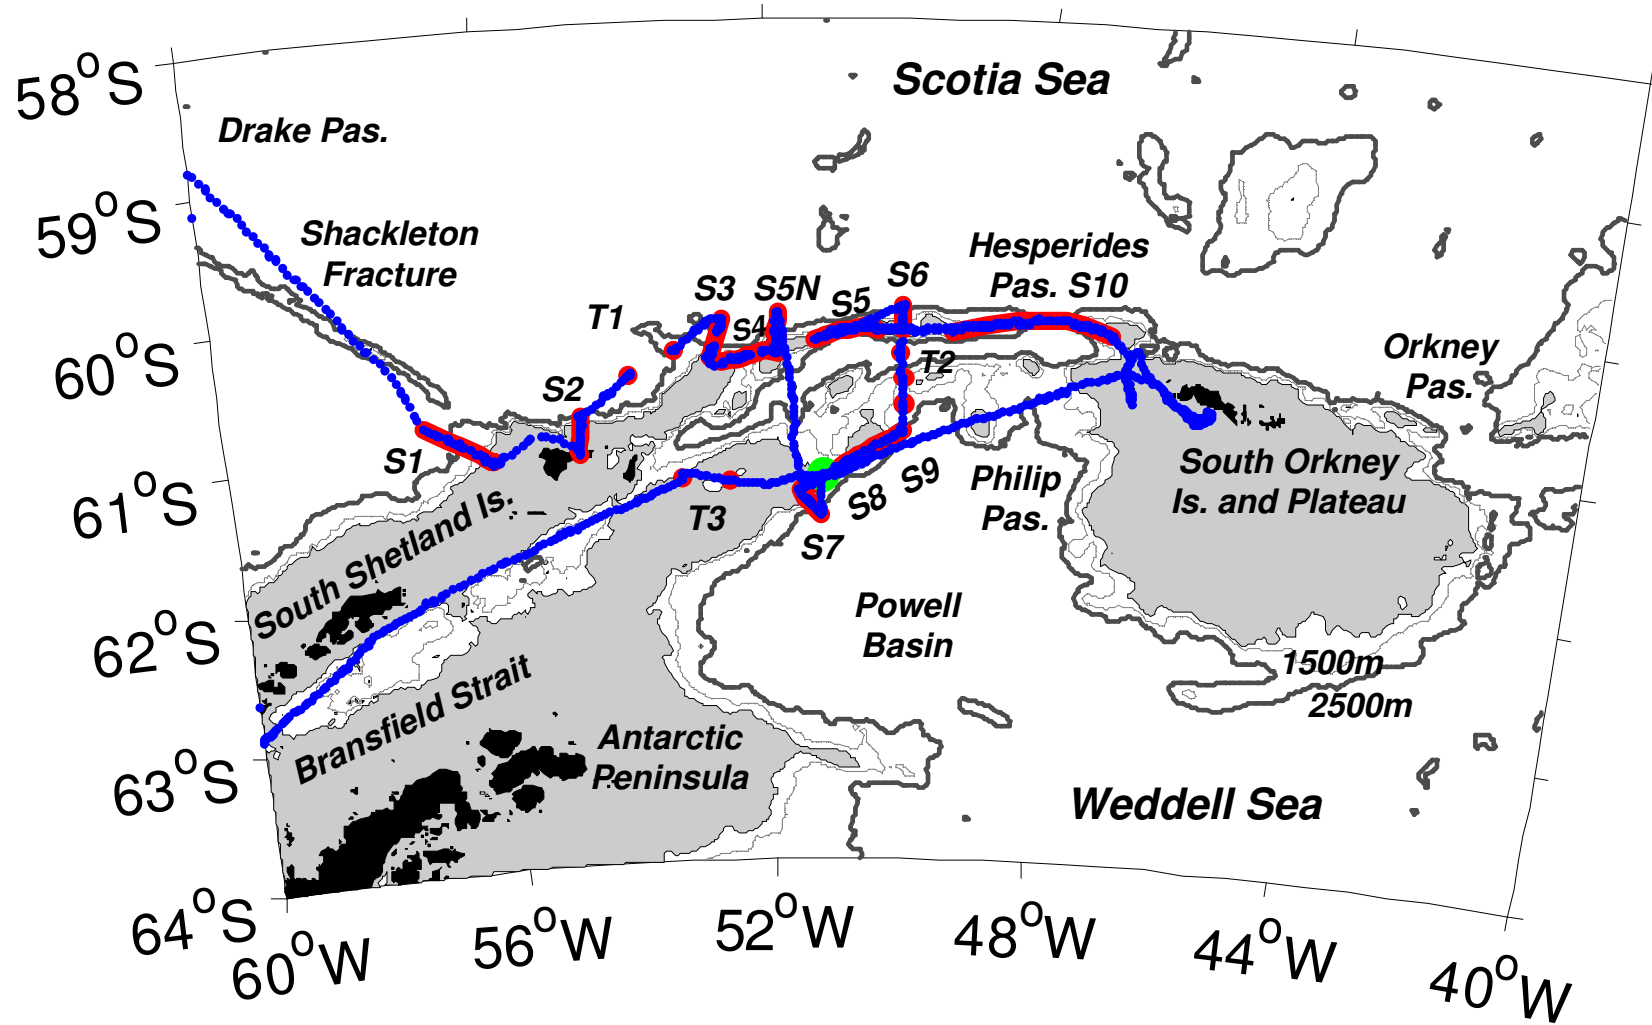 58°S
Scotia Sea
Drake Pas.
59°S
Shackleton
Fracture
Hesperides
Pas. S10
S3
S5N
S5
S6
T1
S4
60°S
T2
Orkney
Pas.
S2
S1
61°S
S9
S8
Philip
Pas.
South Orkney
Is. and Plateau
T3
S7
South Shetland Is.
62°S
Powell
Basin
1500m
2500m
Bransfield Strait
63°S
Antarctic
Peninsula
Weddell Sea
64°S
60°W
56°W
52°W
48°W
44°W
40°W